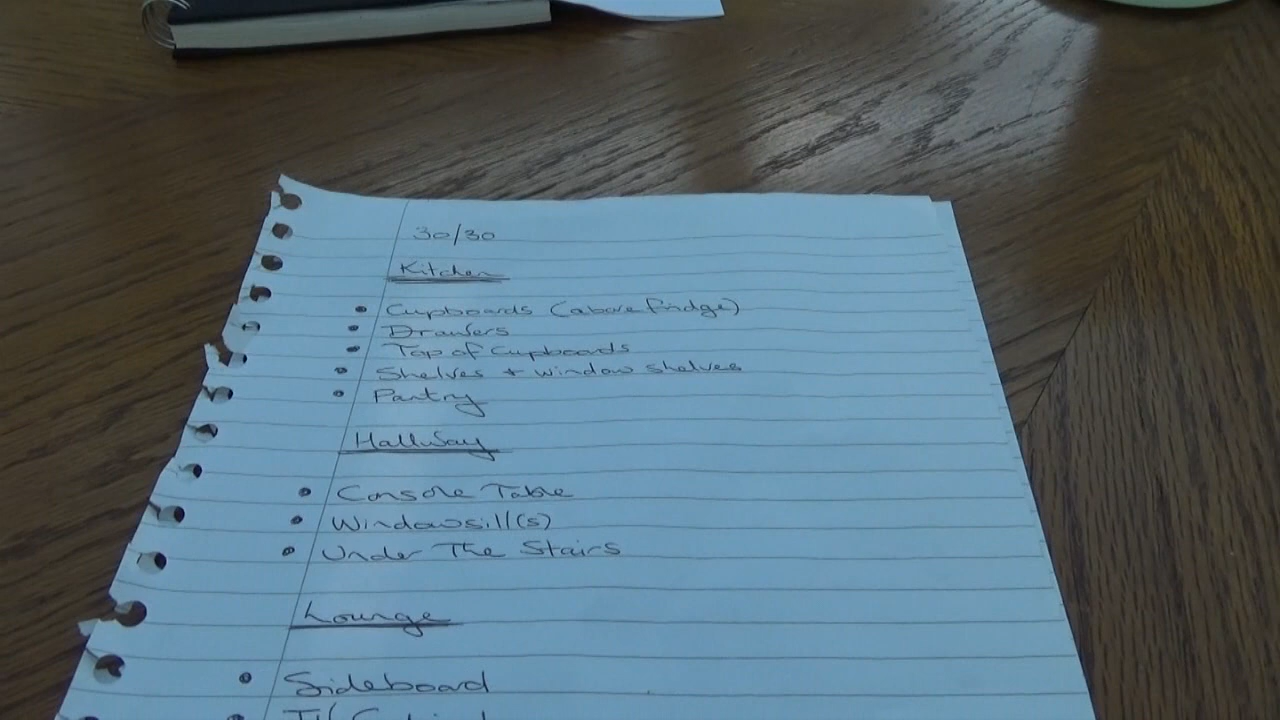 30/30
Kitchen
• Cupboards (above fridge)
• Drawers
• Top of Cupboards
• Shelves + window shelves
• Pantry
Hallway
• Console Table
• Windowsill(s)
• Under The Stairs
Lounge
• Sideboard
• TV